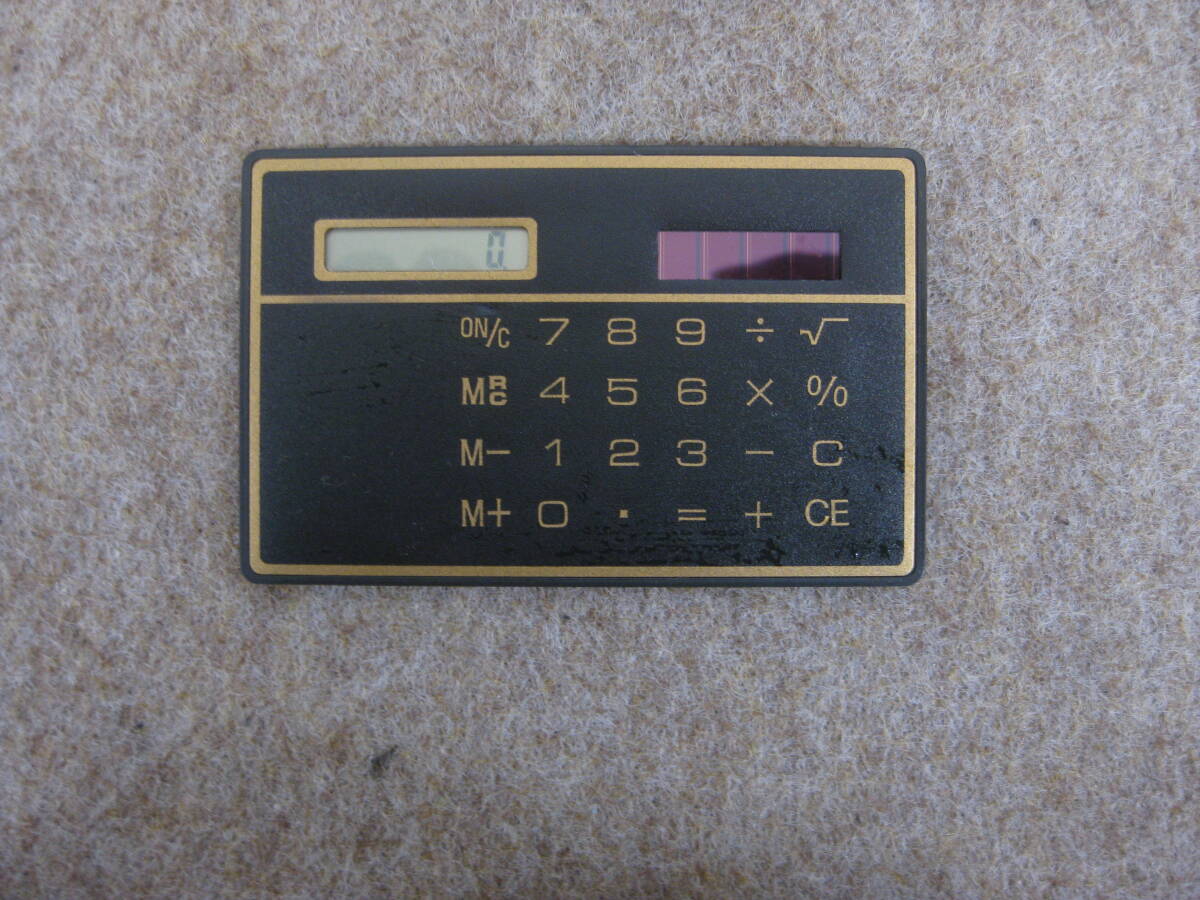 0.
ON/C 7 8 9 ÷ √
MRC 4 5 6 × %
M− 1 2 3 − C
M+ 0 . = + CE